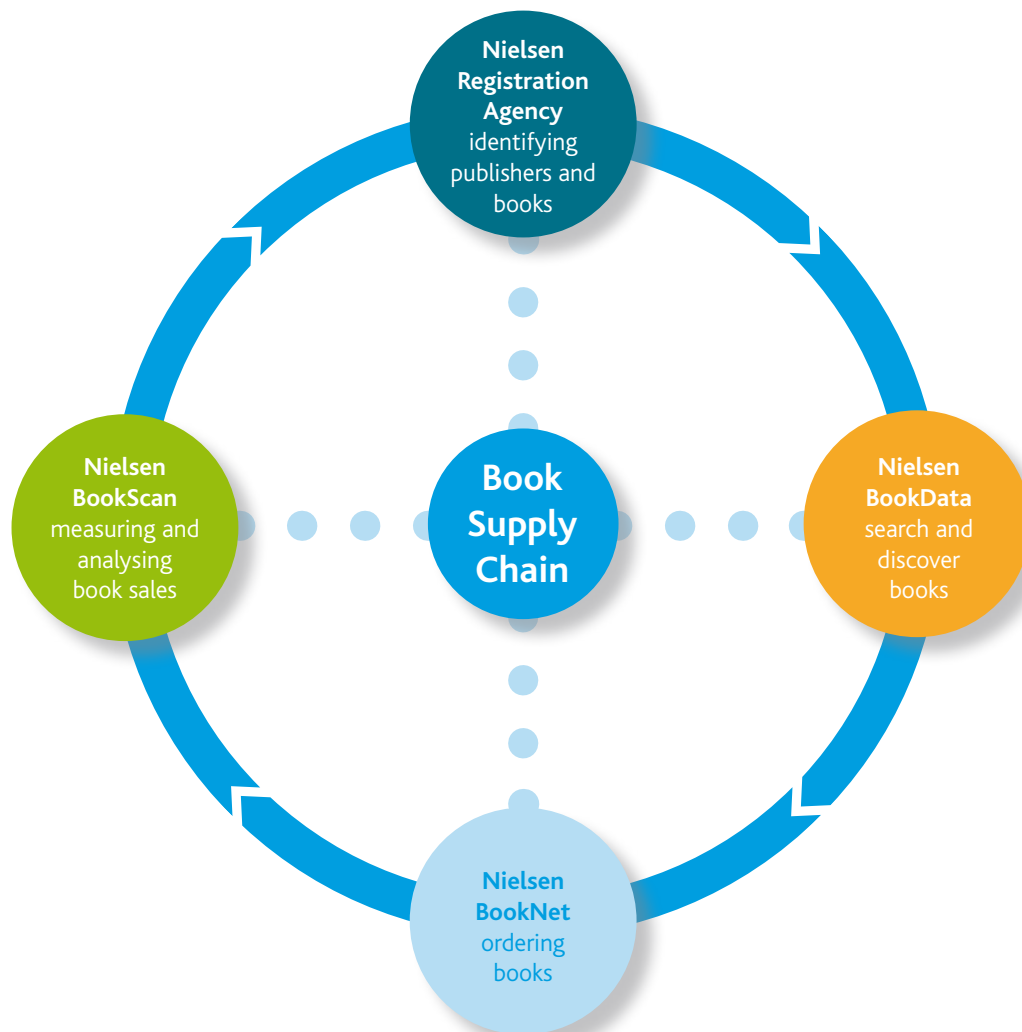 Nielsen
Registration
Agency
identifying
publishers and
books
Nielsen
BookScan
measuring and
analysing
book sales
Book
Supply
Chain
Nielsen
BookData
search and
discover
books
Nielsen
BookNet
ordering
books